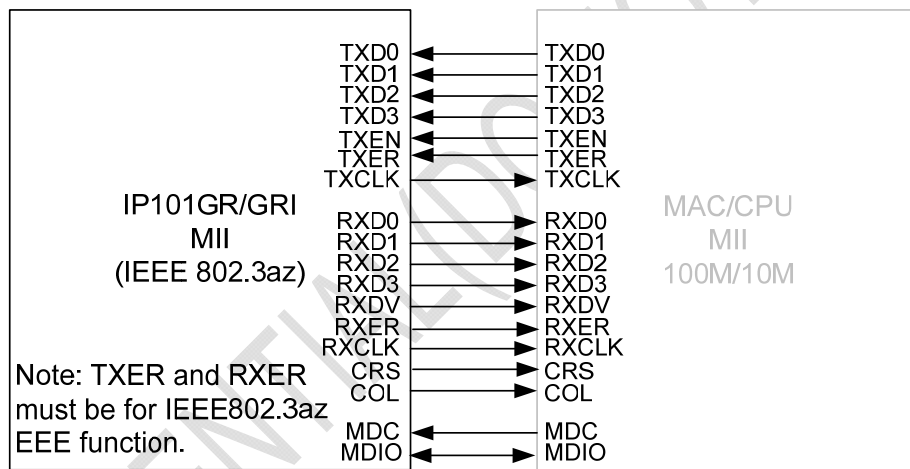 TXD0 TXD0
TXD1 TXD1
TXD2 TXD2
TXD3 TXD3
TXEN TXEN
TXER TXER
TXCLK TXCLK
IP101GR/GRI
MII
(IEEE 802.3az)
MAC/CPU
MII
100M/10M
RXD0 RXD0
RXD1 RXD1
RXD2 RXD2
RXD3 RXD3
RXDV RXDV
RXER RXER
RXCLK RXCLK
CRS CRS
COL COL
Note: TXER and RXER
must be for IEEE802.3az
EEE function.
MDC MDC
MDIO MDIO